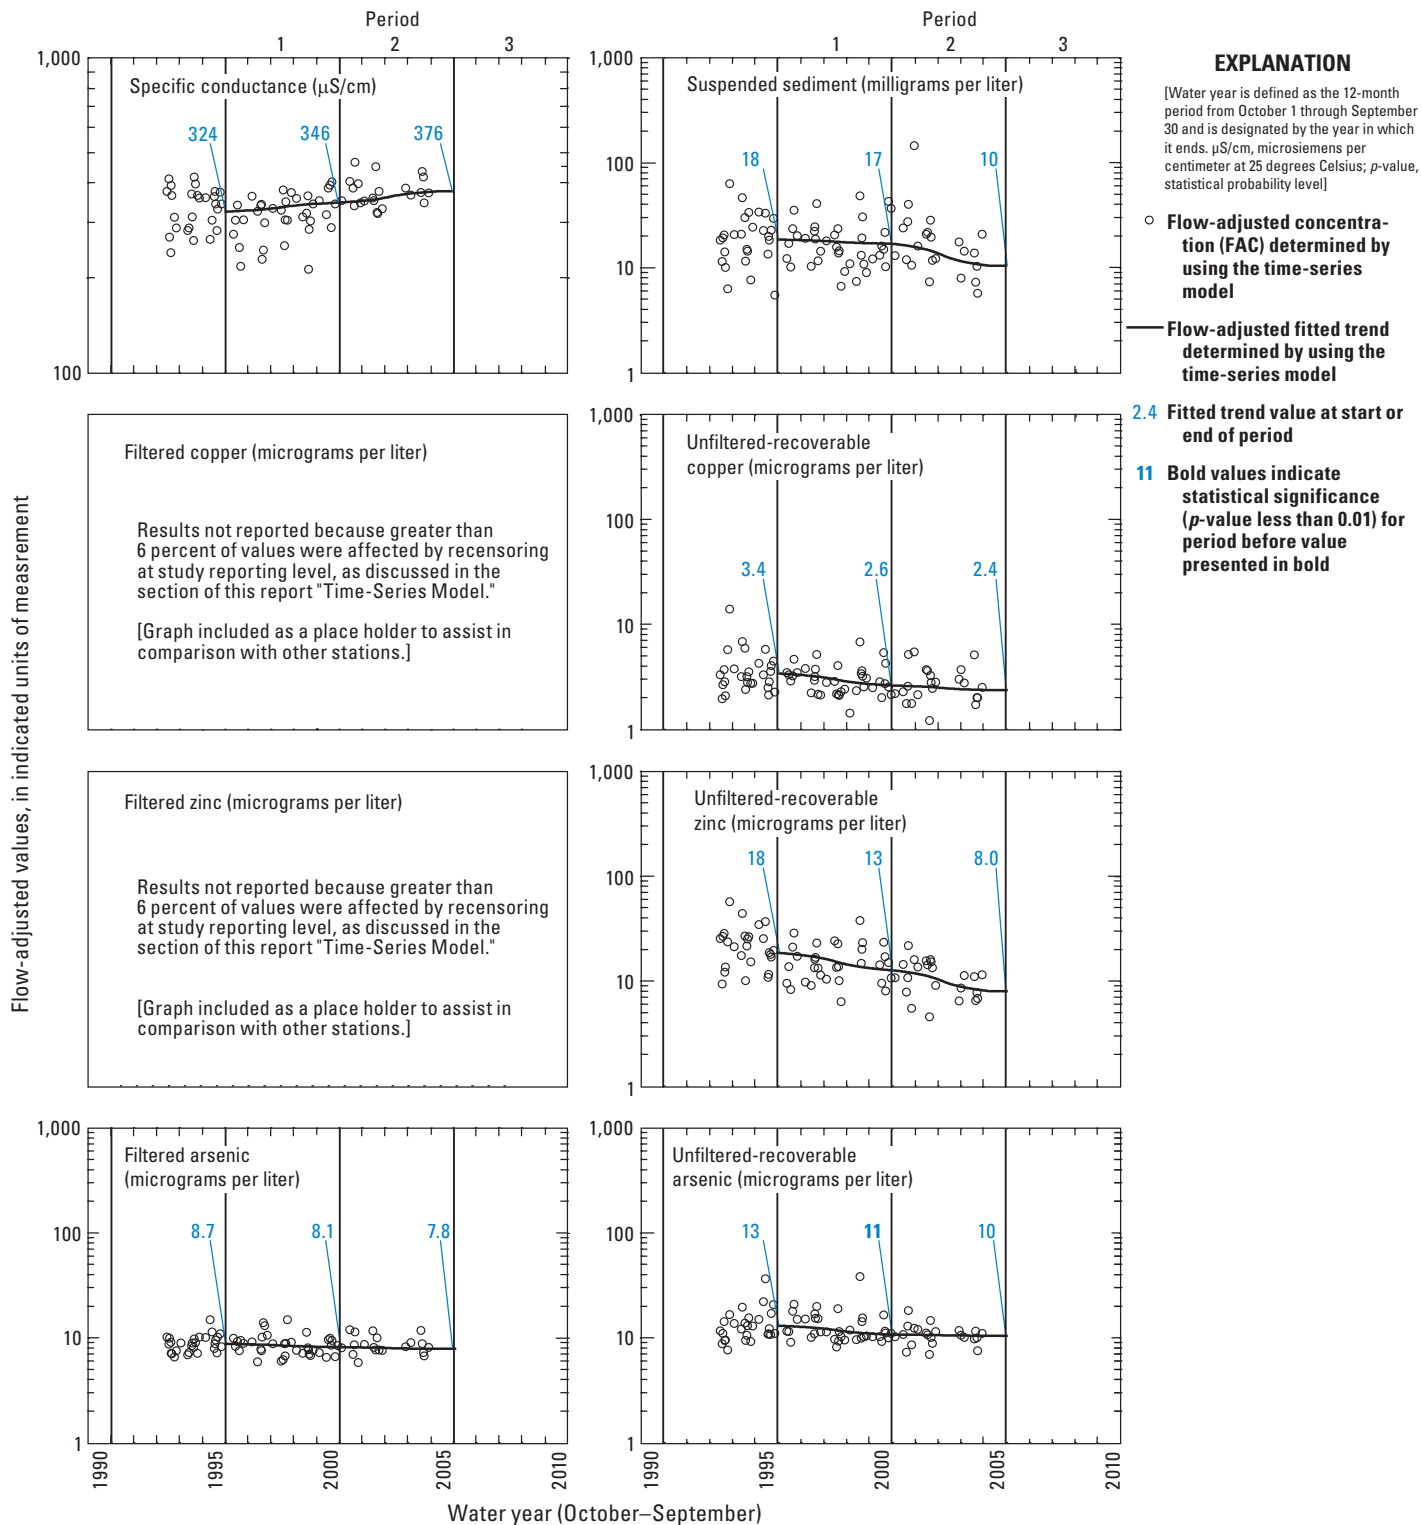 Period
1 2 3
Period
1 2 3
1,000
100
Specific conductance (µS/cm)
324 346 376
1,000
100
10
1
Suspended sediment (milligrams per liter)
18 17 10
EXPLANATION
[Water year is defined as the 12-month
period from October 1 through September
30 and is designated by the year in which
it ends. µS/cm, microsiemens per
centimeter at 25 degrees Celsius; p-value,
statistical probability level]
Flow-adjusted concentra-
tion (FAC) determined by
using the time-series
model
Flow-adjusted fitted trend
determined by using the
time-series model
2.4 Fitted trend value at start or
end of period
11 Bold values indicate
statistical significance
(p-value less than 0.01) for
period before value
presented in bold
Flow-adjusted values, in indicated units of measrement
Filtered copper (micrograms per liter)
Results not reported because greater than
6 percent of values were affected by recensoring
at study reporting level, as discussed in the
section of this report "Time-Series Model."
[Graph included as a place holder to assist in
comparison with other stations.]
1,000
100
10
1
Unfiltered-recoverable
copper (micrograms per liter)
3.4 2.6 2.4
Filtered zinc (micrograms per liter)
Results not reported because greater than
6 percent of values were affected by recensoring
at study reporting level, as discussed in the
section of this report "Time-Series Model."
[Graph included as a place holder to assist in
comparison with other stations.]
1,000
100
10
1
Unfiltered-recoverable
zinc (micrograms per liter)
18 13 8.0
1,000
100
10
1
Filtered arsenic
(micrograms per liter)
8.7 8.1 7.8
1990 1995 2000 2005 2010
1,000
100
10
1
Unfiltered-recoverable
arsenic (micrograms per liter)
13 11 10
1990 1995 2000 2005 2010
Water year (October–September)